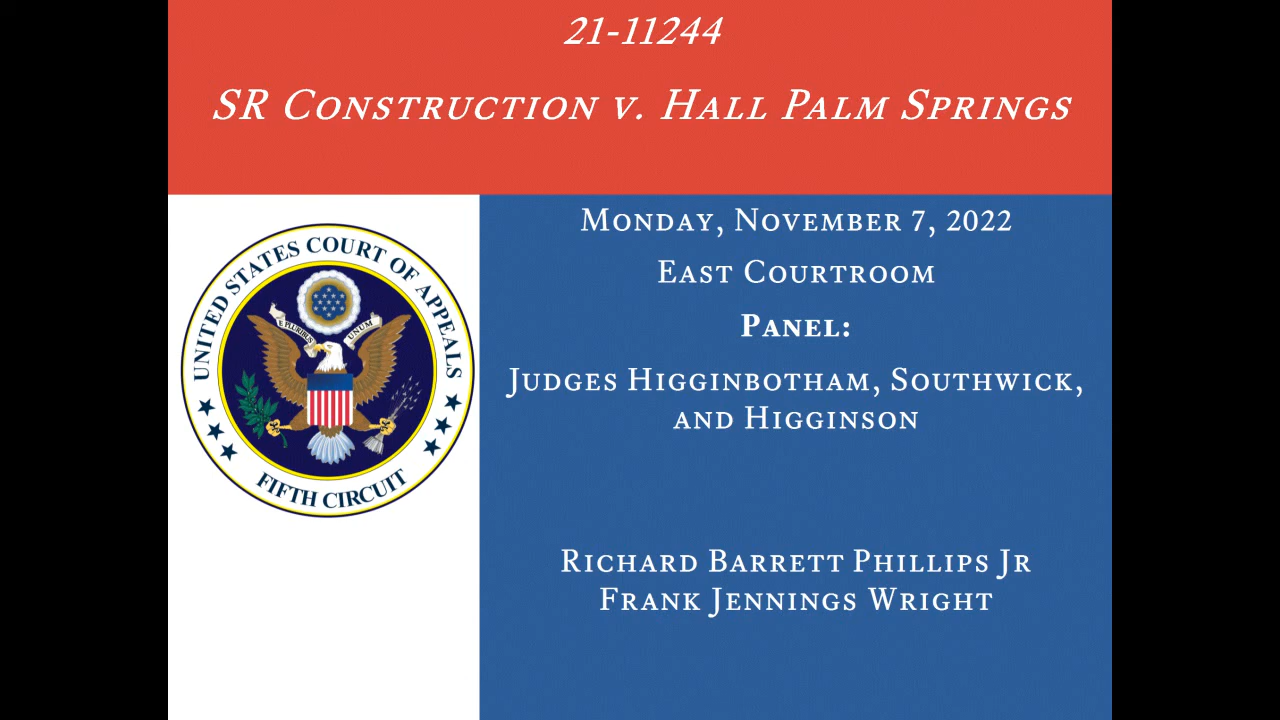 21-11244
SR Construction v. Hall Palm Springs
Monday, November 7, 2022
East Courtroom
Panel:
Judges Higginbotham, Southwick,
and Higginson
UNITED STATES COURT OF APPEALS
E PLURIBUS UNUM
FIFTH CIRCUIT
Richard Barrett Phillips Jr
Frank Jennings Wright